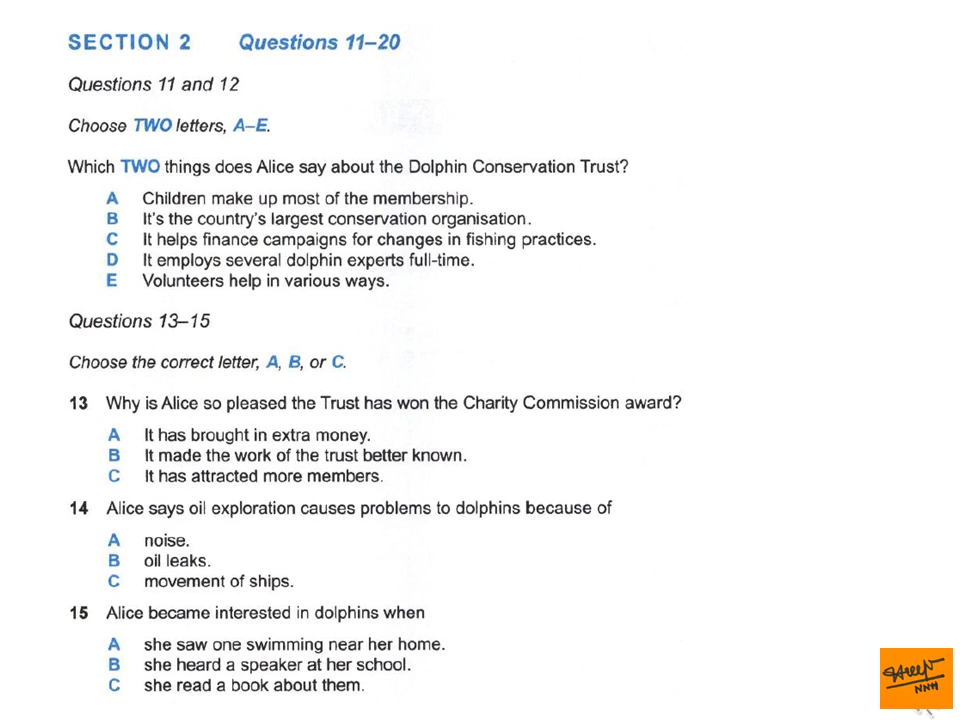 SECTION 2 Questions 11–20
Questions 11 and 12
Choose TWO letters, A–E.
Which TWO things does Alice say about the Dolphin Conservation Trust?
A Children make up most of the membership.
B It's the country's largest conservation organisation.
C It helps finance campaigns for changes in fishing practices.
D It employs several dolphin experts full-time.
E Volunteers help in various ways.
Questions 13–15
Choose the correct letter, A, B, or C.
13 Why is Alice so pleased the Trust has won the Charity Commission award?
A It has brought in extra money.
B It made the work of the trust better known.
C It has attracted more members.
14 Alice says oil exploration causes problems to dolphins because of
A noise.
B oil leaks.
C movement of ships.
15 Alice became interested in dolphins when
A she saw one swimming near her home.
B she heard a speaker at her school.
C she read a book about them.
NNH